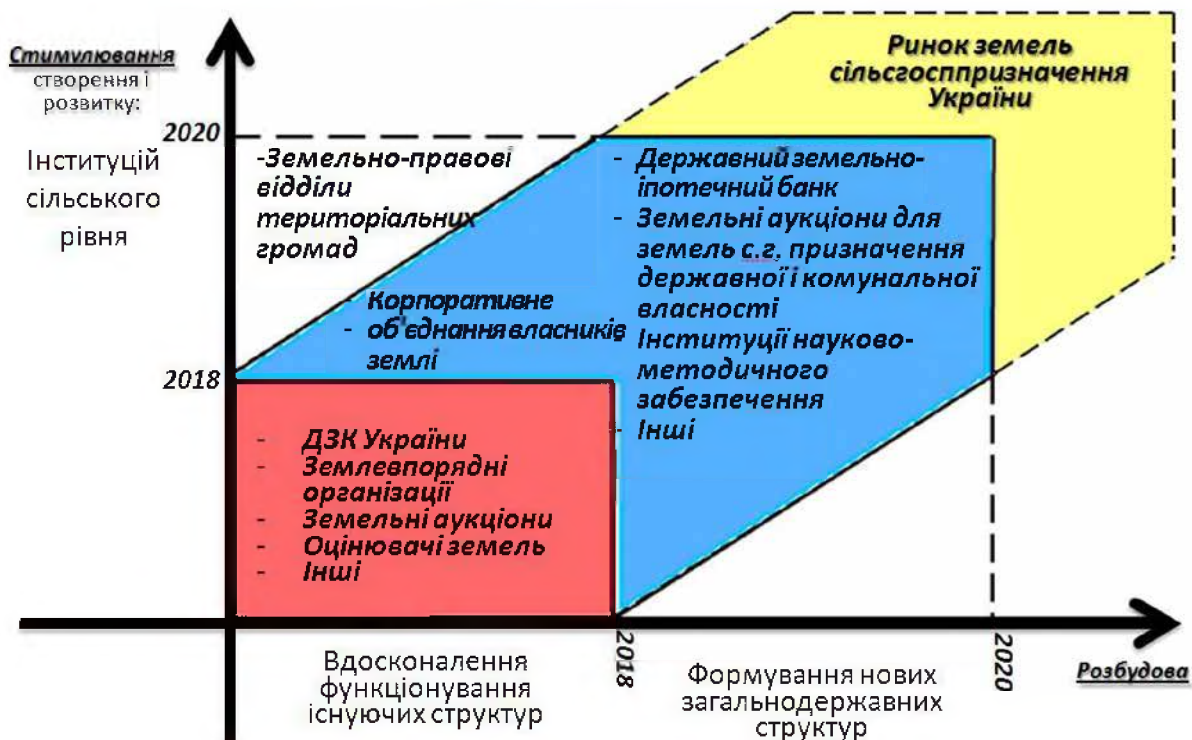 Стимулювання
створення і
розвитку:
Інституцій
сільського
рівня
2020
2018
Ринок земель
сільсгосппризначення
України
-Земельно-правові
відділи
територіальних
громад
- Корпоративне
- об'єднання власників
землі
- Державний земельно-
іпотечний банк
- Земельні аукціони для
земель с.г. призначення
державної і комунальної
власності
- Інституції науково-
методичного
забезпечення
- Інші
- ДЗК України
- Землевпорядні
організації
- Земельні аукціони
- Оцінювачі земель
- Інші
2018
2020
Розбудова
Вдосконалення
функціонування
існуючих структур
Формування нових
загальнодержавних
структур